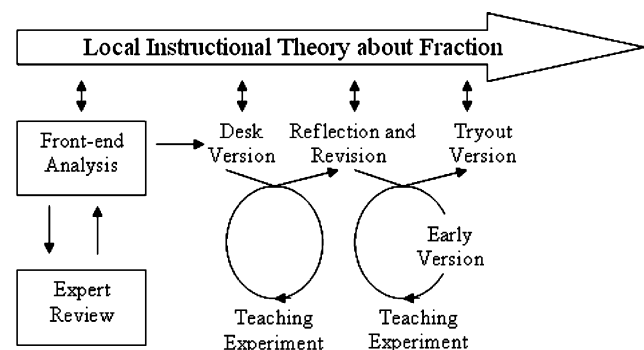 Local Instructional Theory about Fraction
Front-end
Analysis
Desk
Version
Reflection and
Revision
Tryout
Version
Early
Version
Expert
Review
Teaching
Experiment
Teaching
Experiment